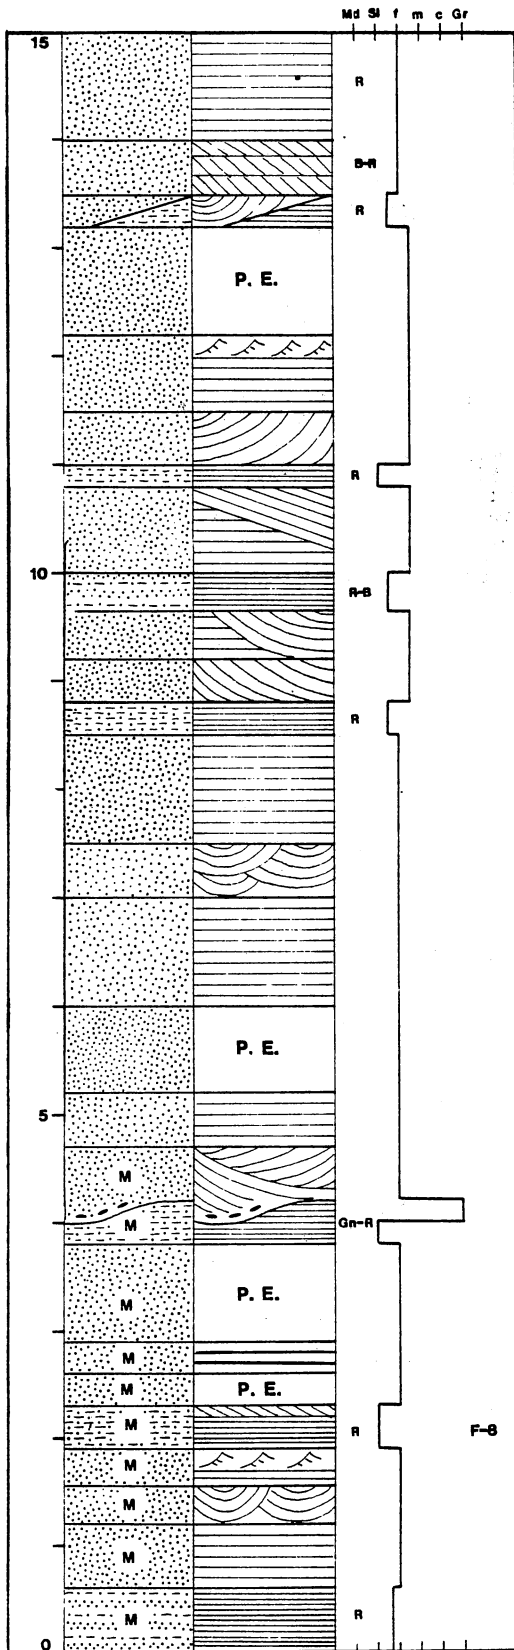 Md Sl f m c Gr
15
R
B-R
R
P. E.
R
10
R-B
R
P. E.
5
M
M Gn-R
M P. E.
M
M P. E.
M R F-8
M
M
M
M R
0